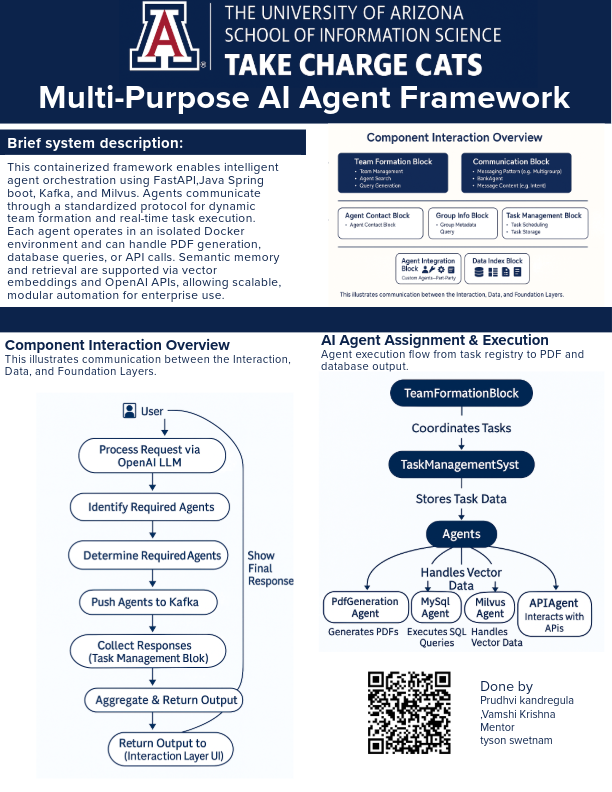 THE UNIVERSITY OF ARIZONA
SCHOOL OF INFORMATION SCIENCE
TAKE CHARGE CATS
Multi-Purpose AI Agent Framework
Brief system description:
This containerized framework enables intelligent
agent orchestration using FastAPI,Java Spring
boot, Kafka, and Milvus. Agents communicate
through a standardized protocol for dynamic
team formation and real-time task execution.
Each agent operates in an isolated Docker
environment and can handle PDF generation,
database queries, or API calls. Semantic memory
and retrieval are supported via vector
embeddings and OpenAI APIs, allowing scalable,
modular automation for enterprise use.
Component Interaction Overview
Team Formation Block
• Team Management
• Agent Search
• Query Generation
Communication Block
• Messaging Pattern (e.g. Multigrourp)
• BankAgent
• Message Content (e.g. Intent)
Agent Contact Block
• Agent Contact Block
Group Info Block
• Group Metadata
Query
Task Management Block
• Task Scheduling
• Task Storage
Agent Integration
Block
Custom Agents—Part-Party
Data Index Block
This illustrates communication between the Interaction, Data, and Foundation Layers.
Component Interaction Overview
This illustrates communication between the Interaction,
Data, and Foundation Layers.
User
Process Request via
OpenAI LLM
Identify Required Agents
Determine Required Agents
Push Agents to Kafka
Collect Responses
(Task Management Blok)
Aggregate & Return Output
Return Output to
(Interaction Layer UI)
Show
Final
Response
AI Agent Assignment & Execution
Agent execution flow from task registry to PDF and
database output.
TeamFormationBlock
Coordinates Tasks
TaskManagementSyst
Stores Task Data
Agents
Handles Vector
Data
PdfGeneration
Agent
Generates PDFs
MySql
Agent
Executes SQL
Queries
Milvus
Agent
Handles
Vector Data
APIAgent
Interacts with
APis
Done by
Prudhvi kandregula
,Vamshi Krishna
Mentor
tyson swetnam